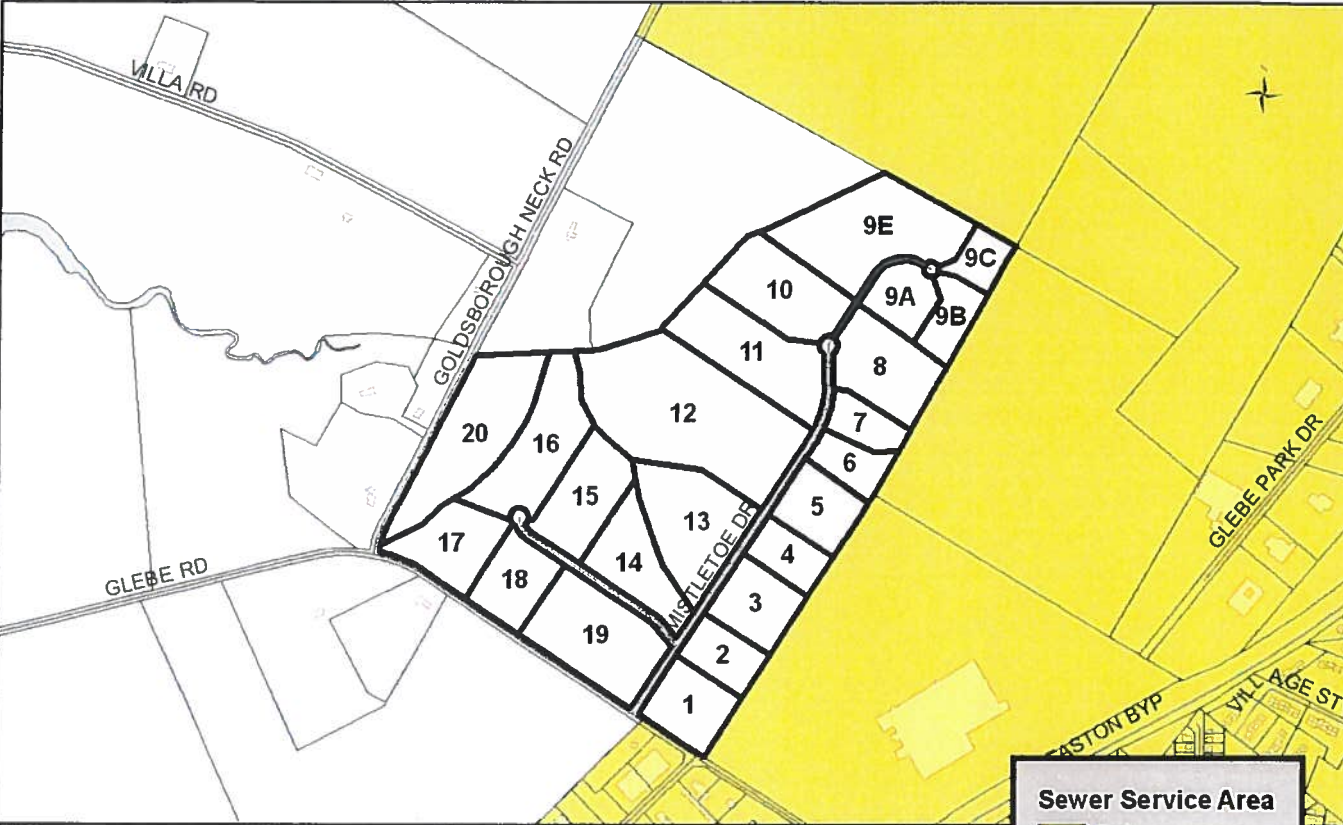 VILLA RD
GOLDSBOROUGH NECK RD
9E
9C
10
9A
9B
11
8
12
7
20
16
6
15
5
13
GLEBE PARK DR
17
14
4
MISTLETOE DR
GLEBE RD
18
3
19
2
1
VILLAGE ST
EASTON BYP
Sewer Service Area